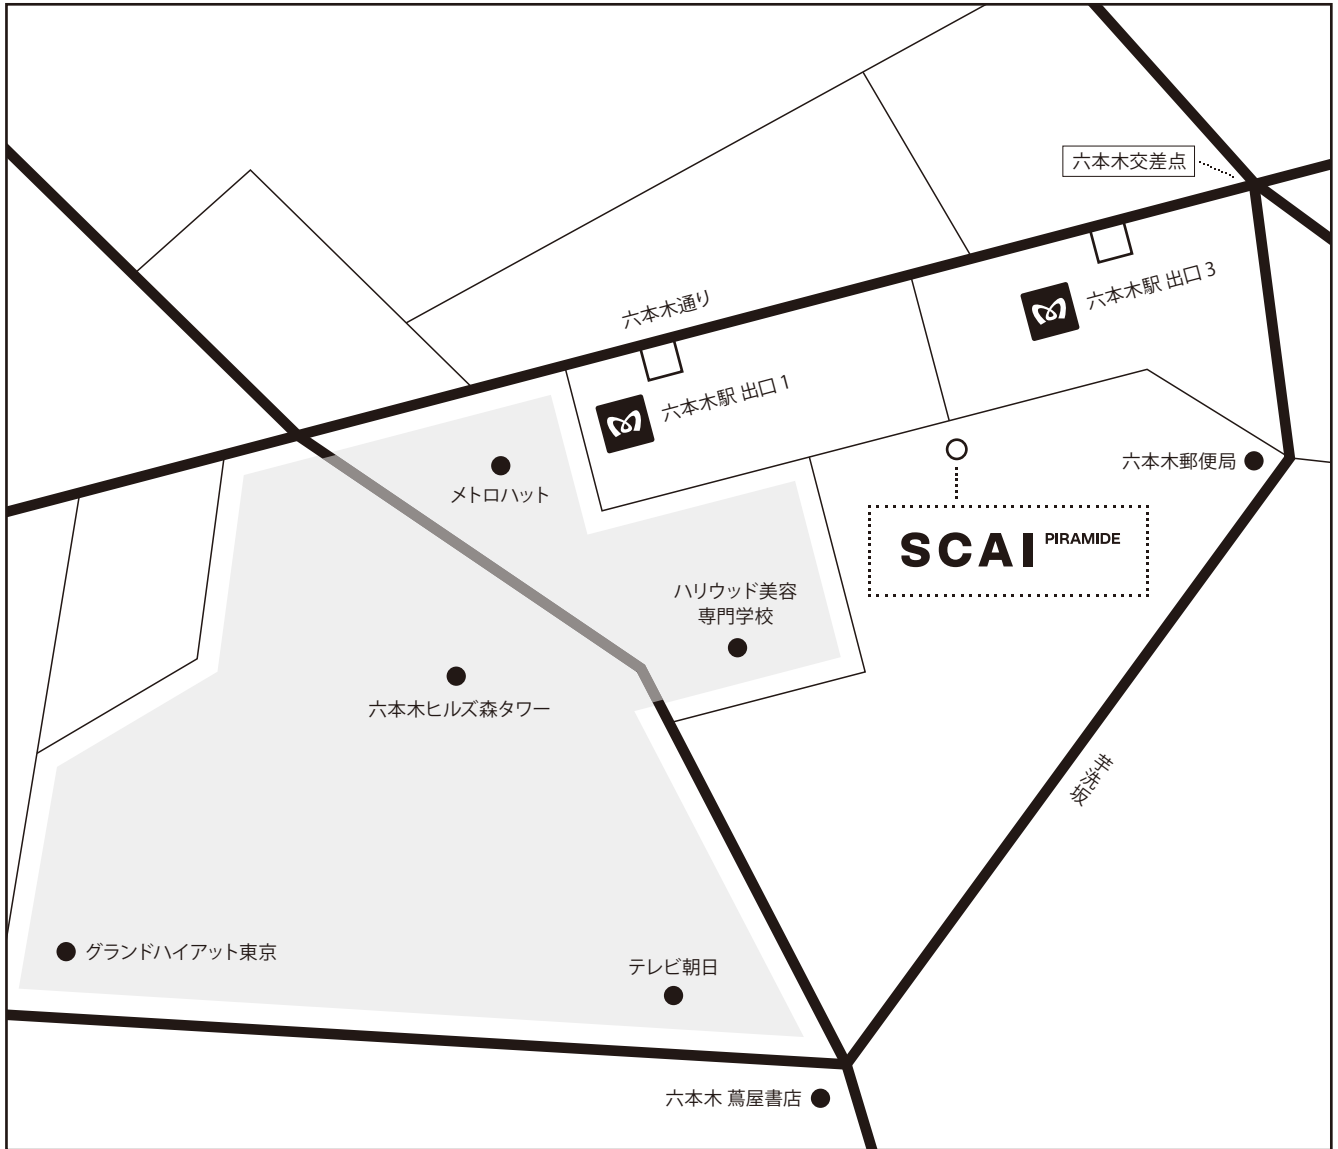 六本木交差点
六本木駅 出口 3
六本木通り
六本木駅 出口 1
メトロハット
六本木郵便局
SCAI PIRAMIDE
ハリウッド美容
専門学校
六本木ヒルズ森タワー
芋洗坂
グランドハイアット東京
テレビ朝日
六本木 蔦屋書店